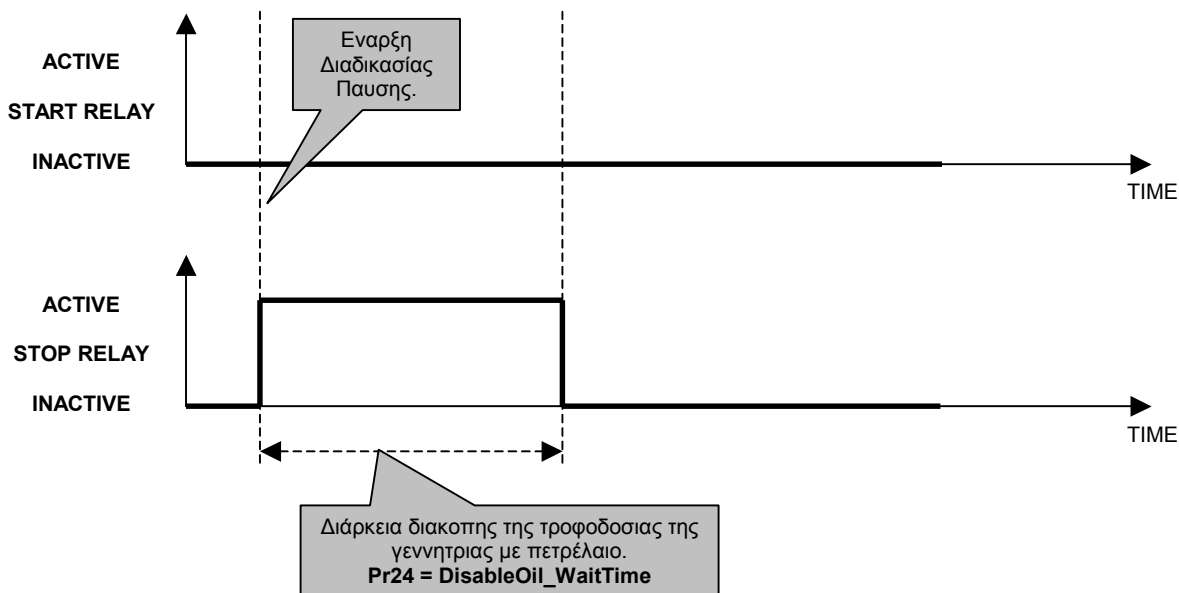 ACTIVE
START RELAY
INACTIVE
Εναρξη
Διαδικασίας
Παυσης.
TIME
ACTIVE
STOP RELAY
INACTIVE
TIME
Διάρκεια διακοπης της τροφοδοσιας της
γεννητριας με πετρέλαιο.
Pr24 = DisableOil_WaitTime